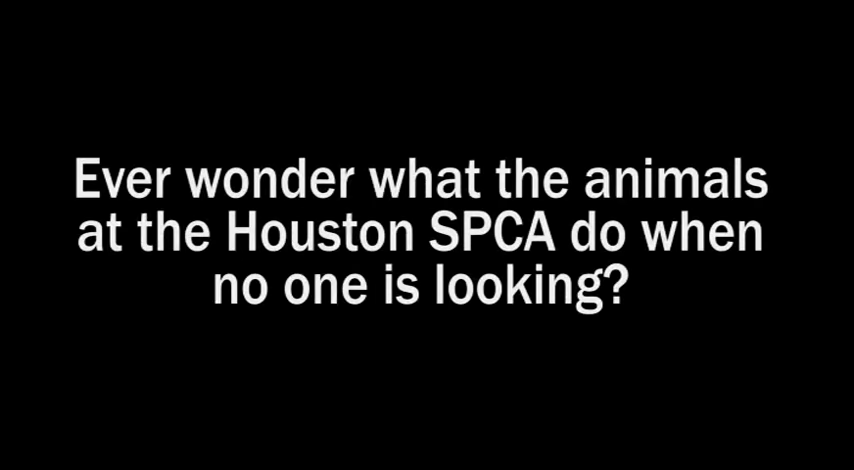 Ever wonder what the animals
at the Houston SPCA do when
no one is looking?